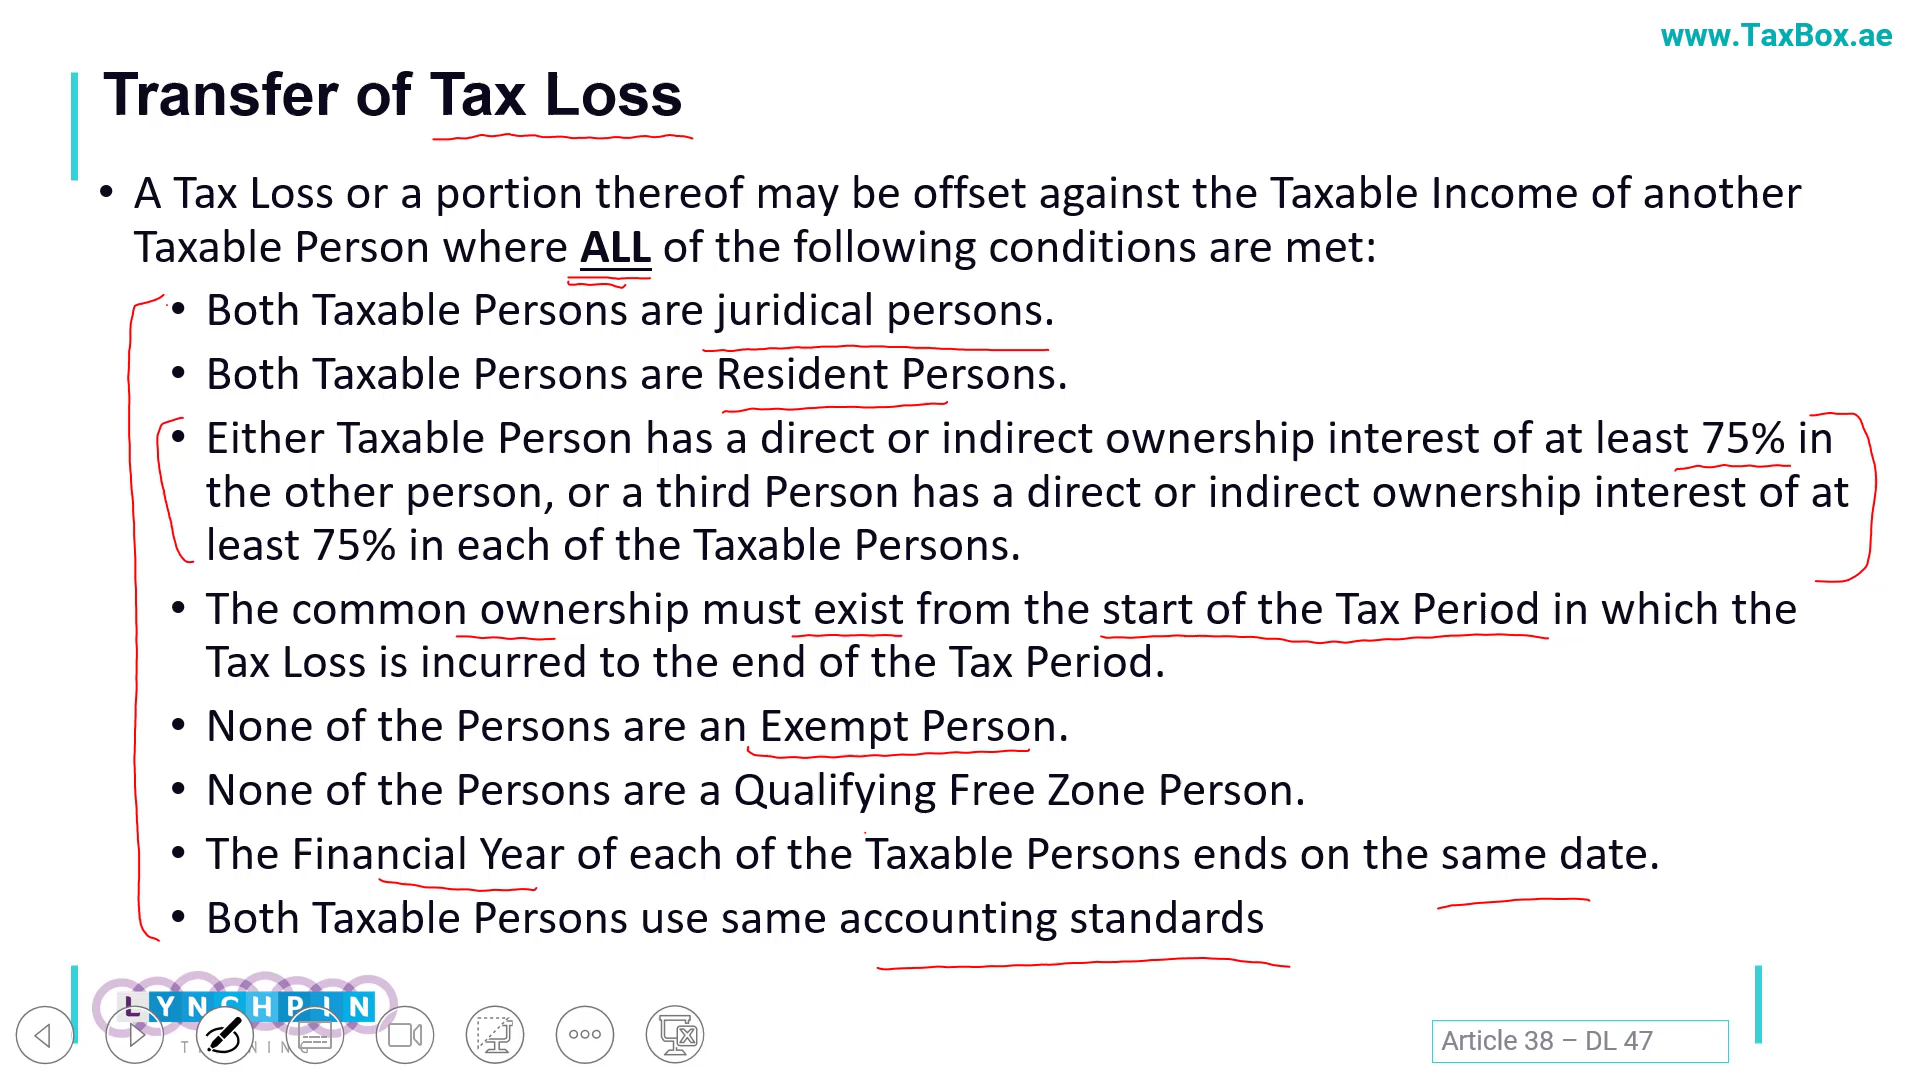 www.TaxBox.ae
Transfer of Tax Loss
• A Tax Loss or a portion thereof may be offset against the Taxable Income of another
Taxable Person where ALL of the following conditions are met:
• Both Taxable Persons are juridical persons.
• Both Taxable Persons are Resident Persons.
• Either Taxable Person has a direct or indirect ownership interest of at least 75% in
the other person, or a third Person has a direct or indirect ownership interest of at
least 75% in each of the Taxable Persons.
• The common ownership must exist from the start of the Tax Period in which the
Tax Loss is incurred to the end of the Tax Period.
• None of the Persons are an Exempt Person.
• None of the Persons are a Qualifying Free Zone Person.
• The Financial Year of each of the Taxable Persons ends on the same date.
• Both Taxable Persons use same accounting standards
LYNCHPIN
Article 38 – DL 47